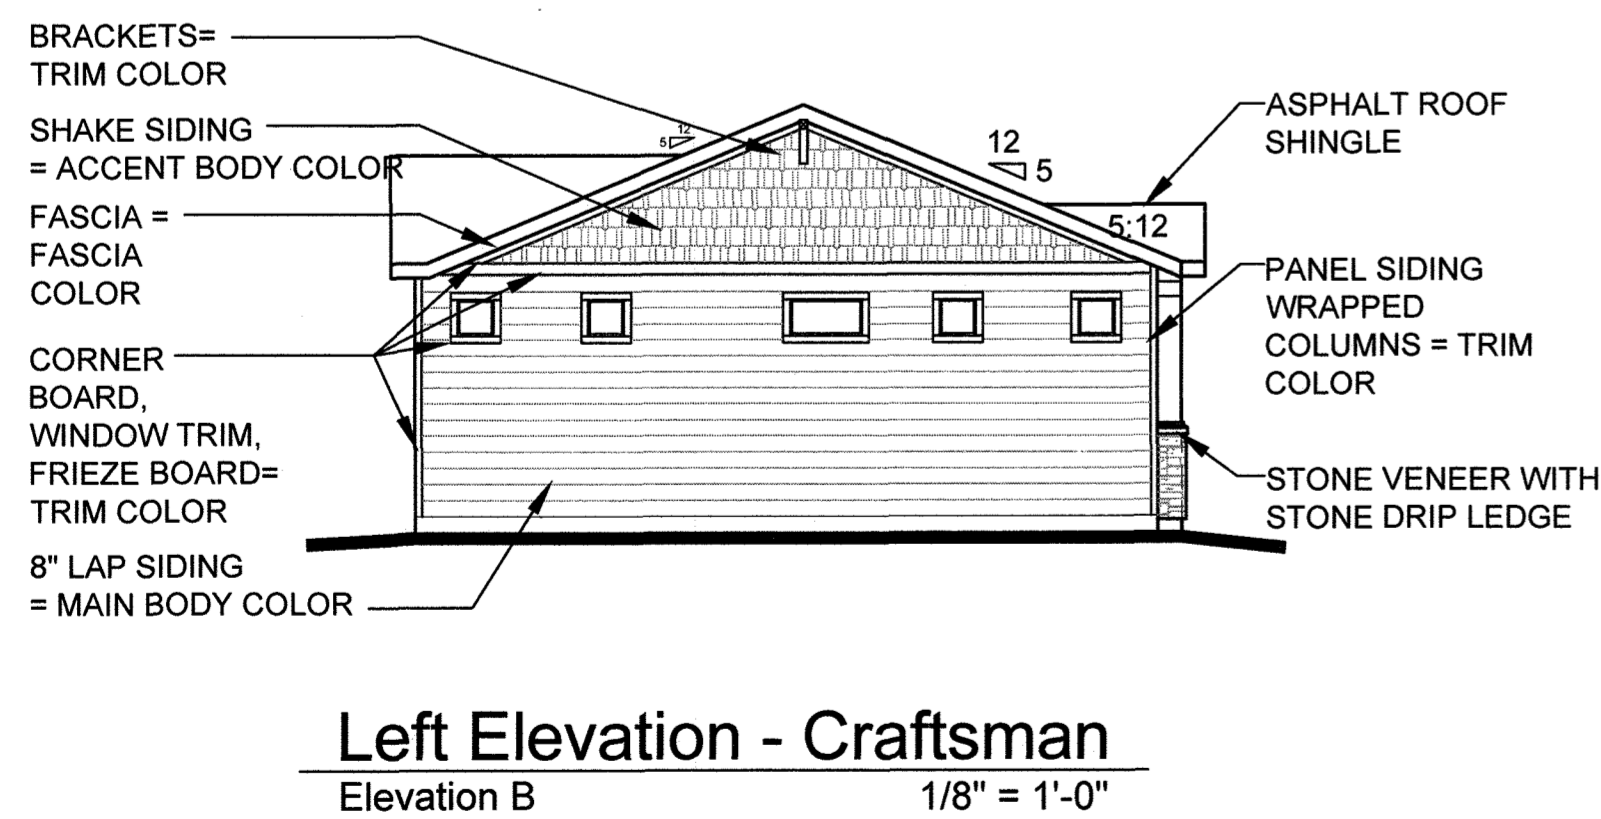 BRACKETS=
TRIM COLOR
SHAKE SIDING
= ACCENT BODY COLOR
FASCIA =
FASCIA
COLOR
CORNER
BOARD,
WINDOW TRIM,
FRIEZE BOARD=
TRIM COLOR
8" LAP SIDING
= MAIN BODY COLOR
12
5
12
5
5:12
ASPHALT ROOF
SHINGLE
PANEL SIDING
WRAPPED
COLUMNS = TRIM
COLOR
STONE VENEER WITH
STONE DRIP LEDGE
Left Elevation - Craftsman
Elevation B 1/8" = 1'-0"